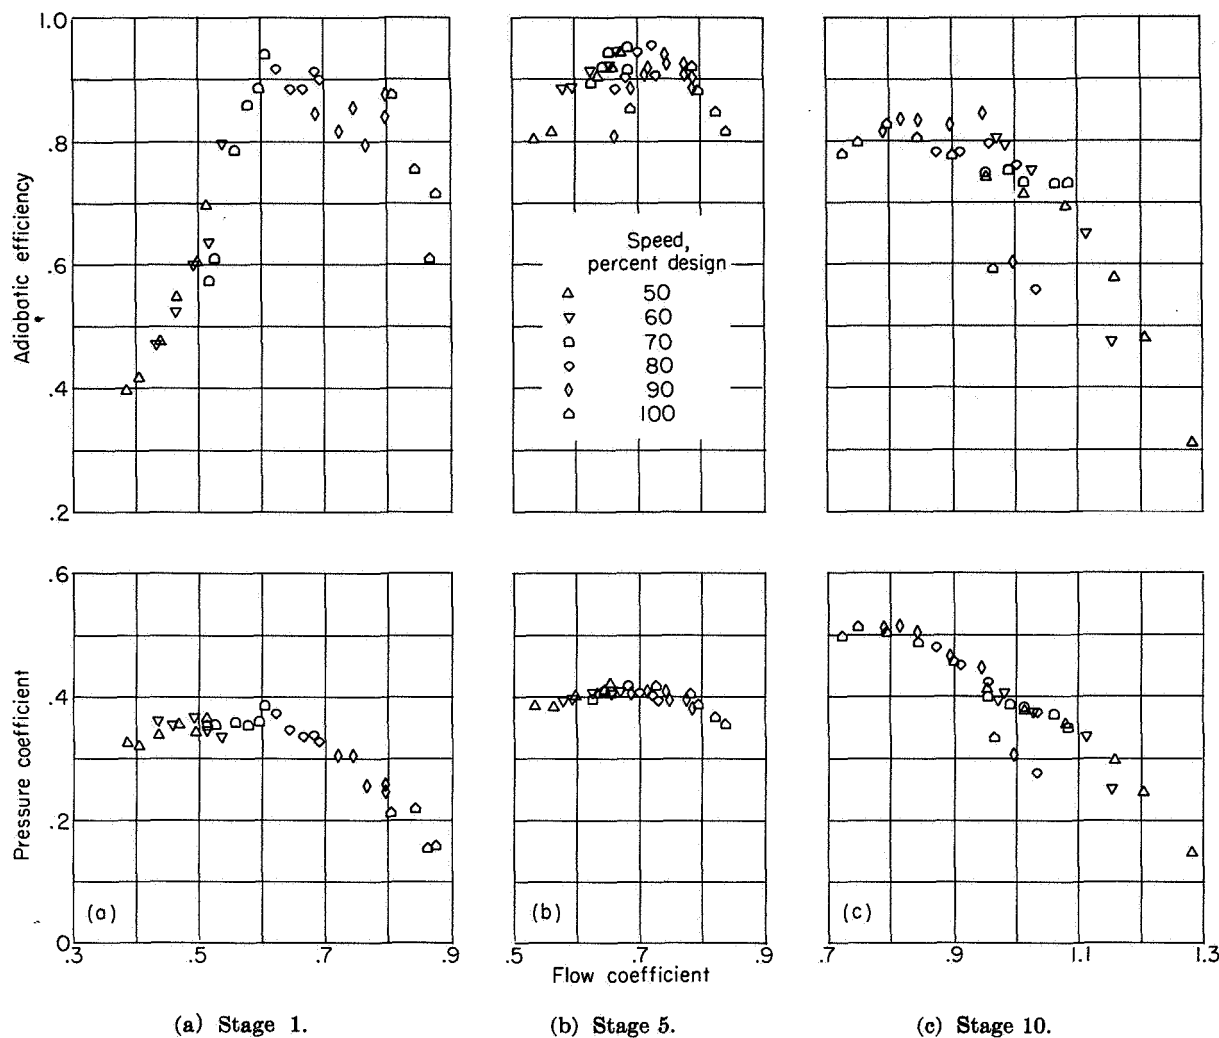 1.0
.8
.6
.4
.2
Adiabatic efficiency
Speed,
percent design
50
60
70
80
90
100
.6
.4
.2
0
Pressure coefficient
(a)
(b)
(c)
.3 .5 .7 .9
.5 .7 .9
.7 .9 1.1 1.3
Flow coefficient
(a) Stage 1.
(b) Stage 5.
(c) Stage 10.